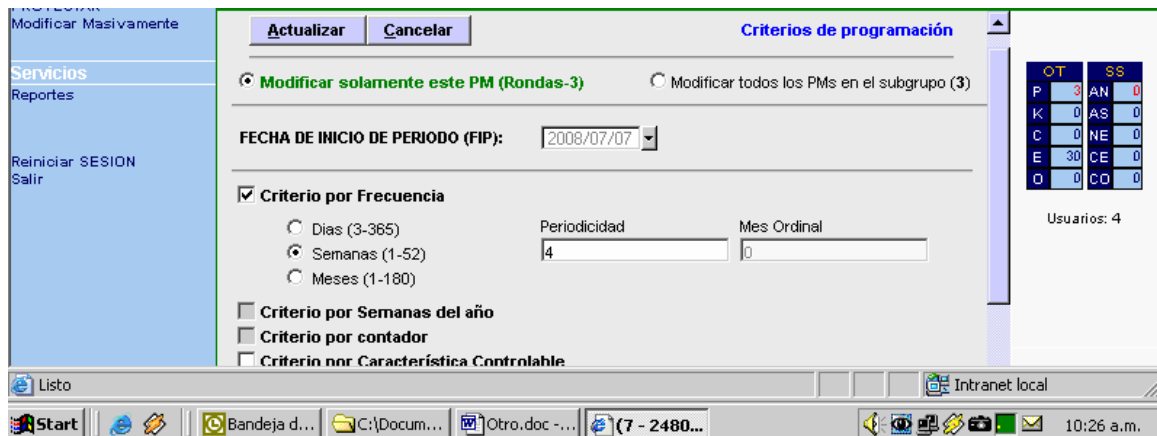 Modificar Masivamente
Servicios
Reportes
Reiniciar SESION
Salir
Actualizar Cancelar Criterios de programación
Modificar solamente este PM (Rondas-3) Modificar todos los PMs en el subgrupo (3)
FECHA DE INICIO DE PERIODO (FIP): 2008/07/07
Criterio por Frecuencia
Dias (3-365) Periodicidad Mes Ordinal
Semanas (1-52) 4 0
Meses (1-180)
Criterio por Semanas del año
Criterio por contador
Criterio por Característica Controlable
OT SS
P 3 AN 0
K 0 AS 0
C 0 NE 0
E 30 CE 0
O 0 CO 0
Usuarios: 4
Listo Intranet local
Start Bandeja d... C:\Docum... Otro.doc -... (7 - 2480... 10:26 a.m.